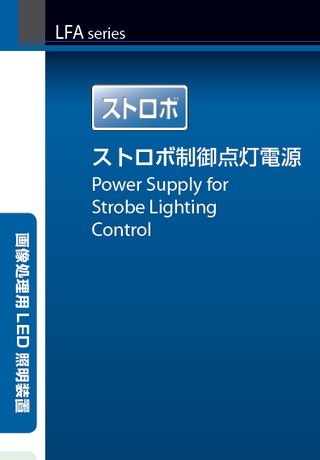 LFA series
ストロボ
ストロボ制御点灯電源
Power Supply for
Strobe Lighting
Control
画像処理用LED照明装置